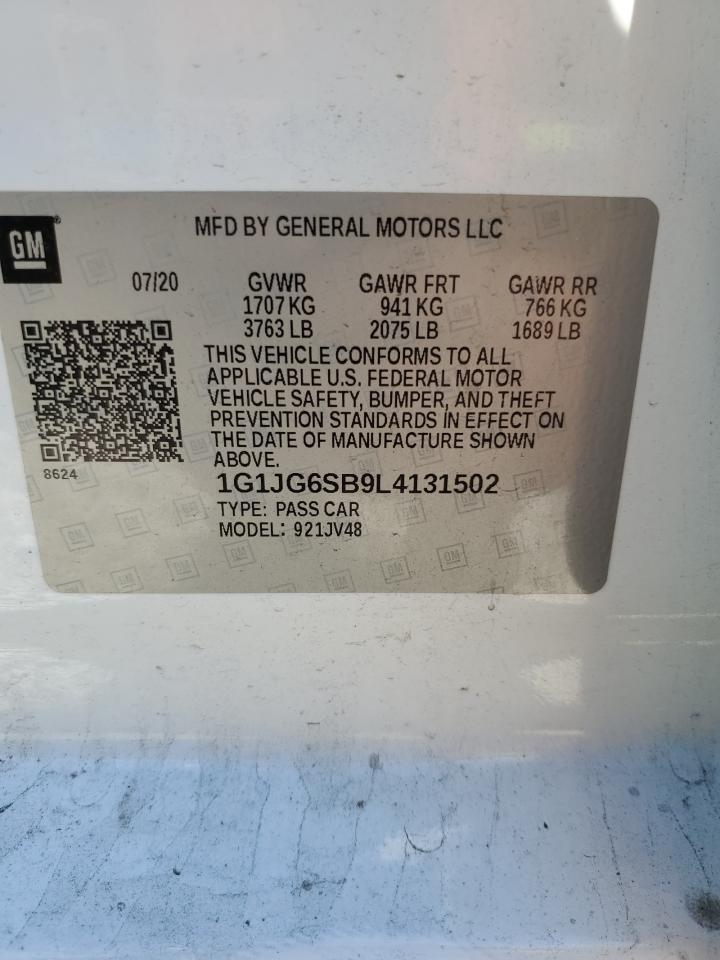 GM
MFD BY GENERAL MOTORS LLC
07/20 GVWR GAWR FRT GAWR RR
1707 KG 941 KG 766 KG
3763 LB 2075 LB 1689 LB
THIS VEHICLE CONFORMS TO ALL
APPLICABLE U.S. FEDERAL MOTOR
VEHICLE SAFETY, BUMPER, AND THEFT
PREVENTION STANDARDS IN EFFECT ON
THE DATE OF MANUFACTURE SHOWN
ABOVE.
8624
1G1JG6SB9L4131502
TYPE: PASS CAR
MODEL: 921JV48